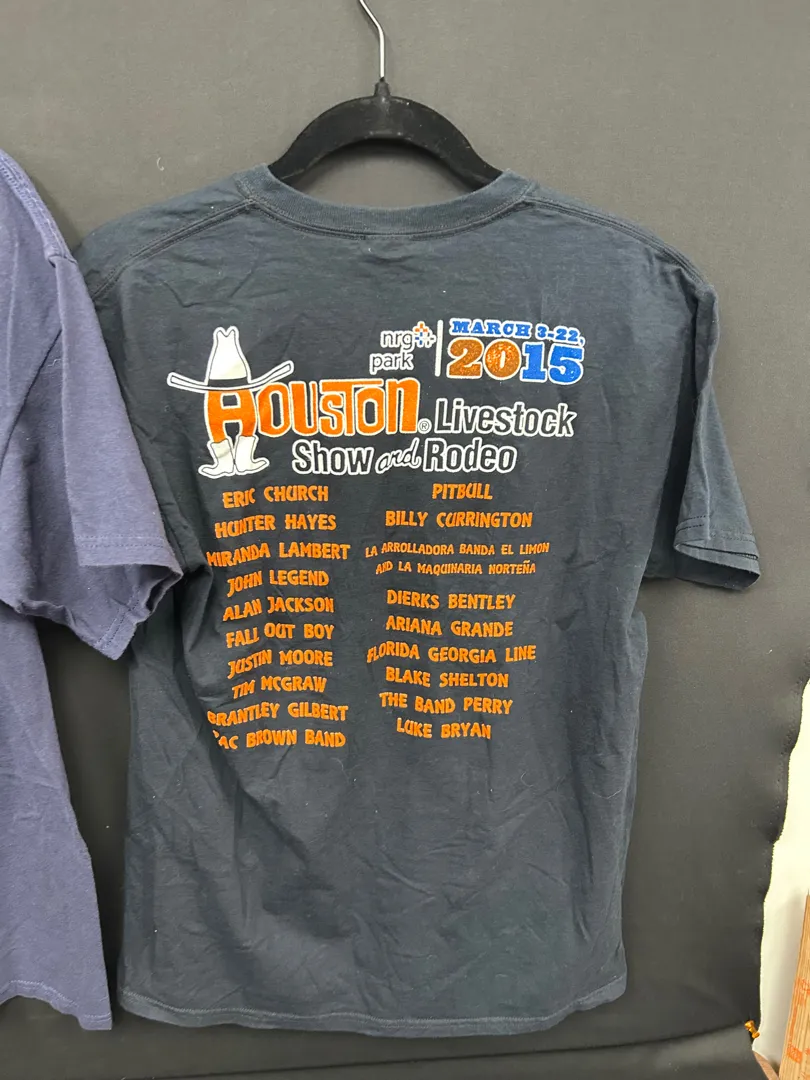 nrg park
MARCH 3-22,
2015
HOUSTON® Livestock
Show and Rodeo
ERIC CHURCH
HUNTER HAYES
MIRANDA LAMBERT
JOHN LEGEND
ALAN JACKSON
FALL OUT BOY
JUSTIN MOORE
TIM MCGRAW
BRANTLEY GILBERT
ZAC BROWN BAND
PITBULL
BILLY CURRINGTON
LA ARROLLADORA BANDA EL LIMON
AND LA MAQUINARIA NORTEÑA
DIERKS BENTLEY
ARIANA GRANDE
FLORIDA GEORGIA LINE
BLAKE SHELTON
THE BAND PERRY
LUKE BRYAN